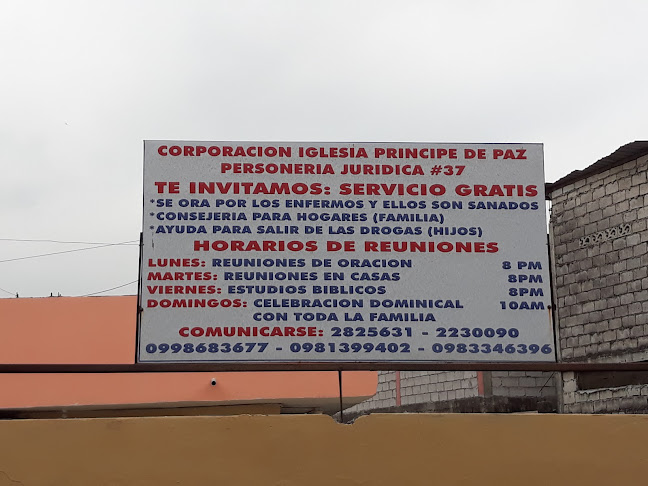 CORPORACION IGLESIA PRINCIPE DE PAZ
PERSONERIA JURIDICA #37
TE INVITAMOS: SERVICIO GRATIS
*SE ORA POR LOS ENFERMOS Y ELLOS SON SANADOS
*CONSEJERIA PARA HOGARES (FAMILIA)
*AYUDA PARA SALIR DE LAS DROGAS (HIJOS)
HORARIOS DE REUNIONES
LUNES: REUNIONES DE ORACION 8 PM
MARTES: REUNIONES EN CASAS 8PM
VIERNES: ESTUDIOS BIBLICOS 8PM
DOMINGOS: CELEBRACION DOMINICAL 10AM
CON TODA LA FAMILIA
COMUNICARSE: 2825631 - 2230090
0998683677 - 0981399402 - 0983346396